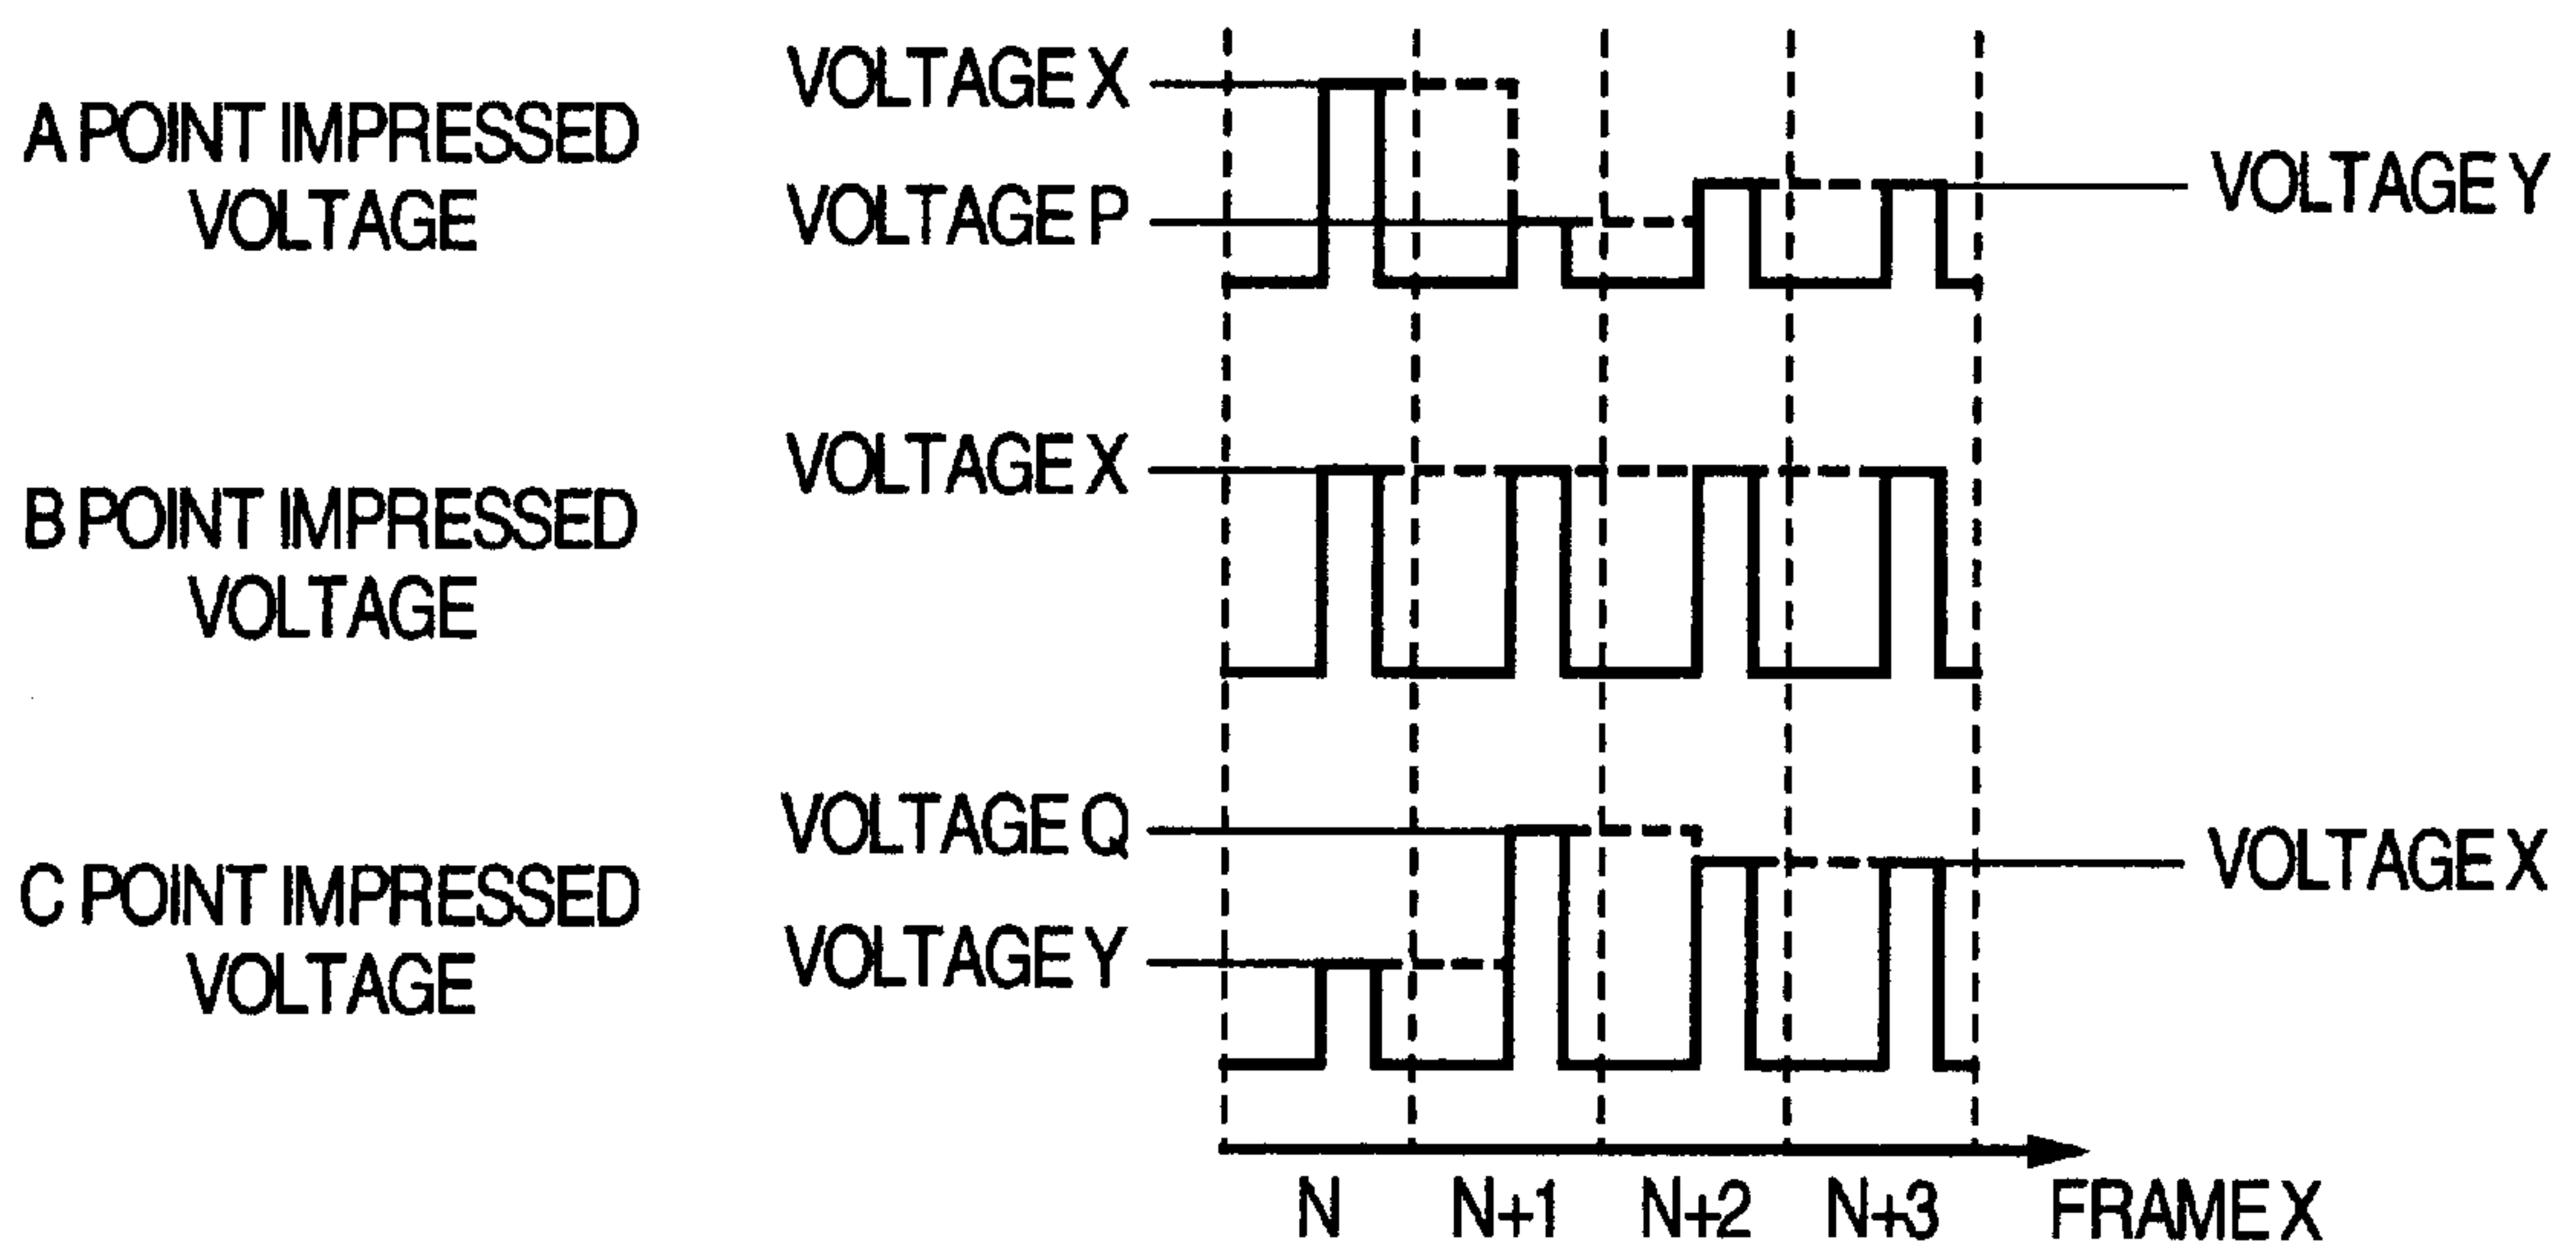 A POINT IMPRESSED
VOLTAGE
VOLTAGE X
VOLTAGE P
VOLTAGE Y
B POINT IMPRESSED
VOLTAGE
VOLTAGE X
C POINT IMPRESSED
VOLTAGE
VOLTAGE Q
VOLTAGE Y
VOLTAGE X
N N+1 N+2 N+3 FRAME X